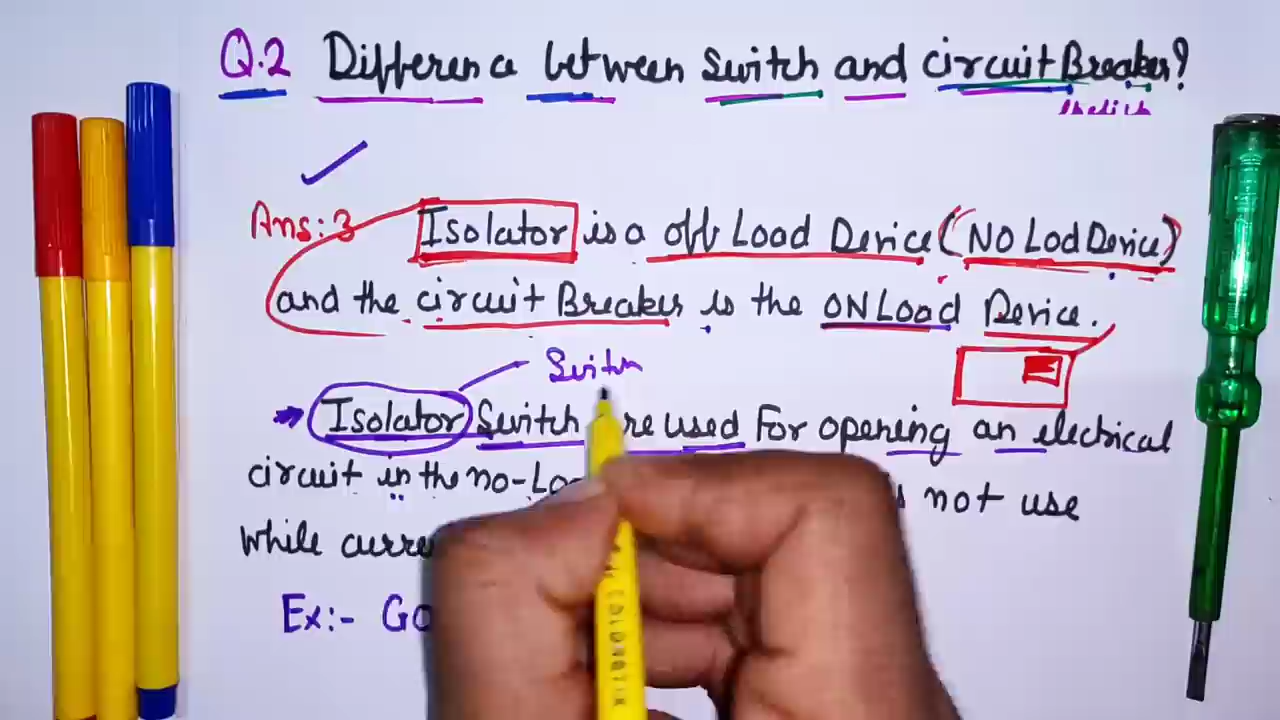 Q.2 Difference between Switch and Circuit Breaker?
Ans:3 Isolator is a off Load Device (NO Lod Device)
and the circuit Breaker is the ON Load Device.
Switch
Isolator Switch re used For opening an electrical
circuit in the no-Lo not use
While curre
Ex:- GO